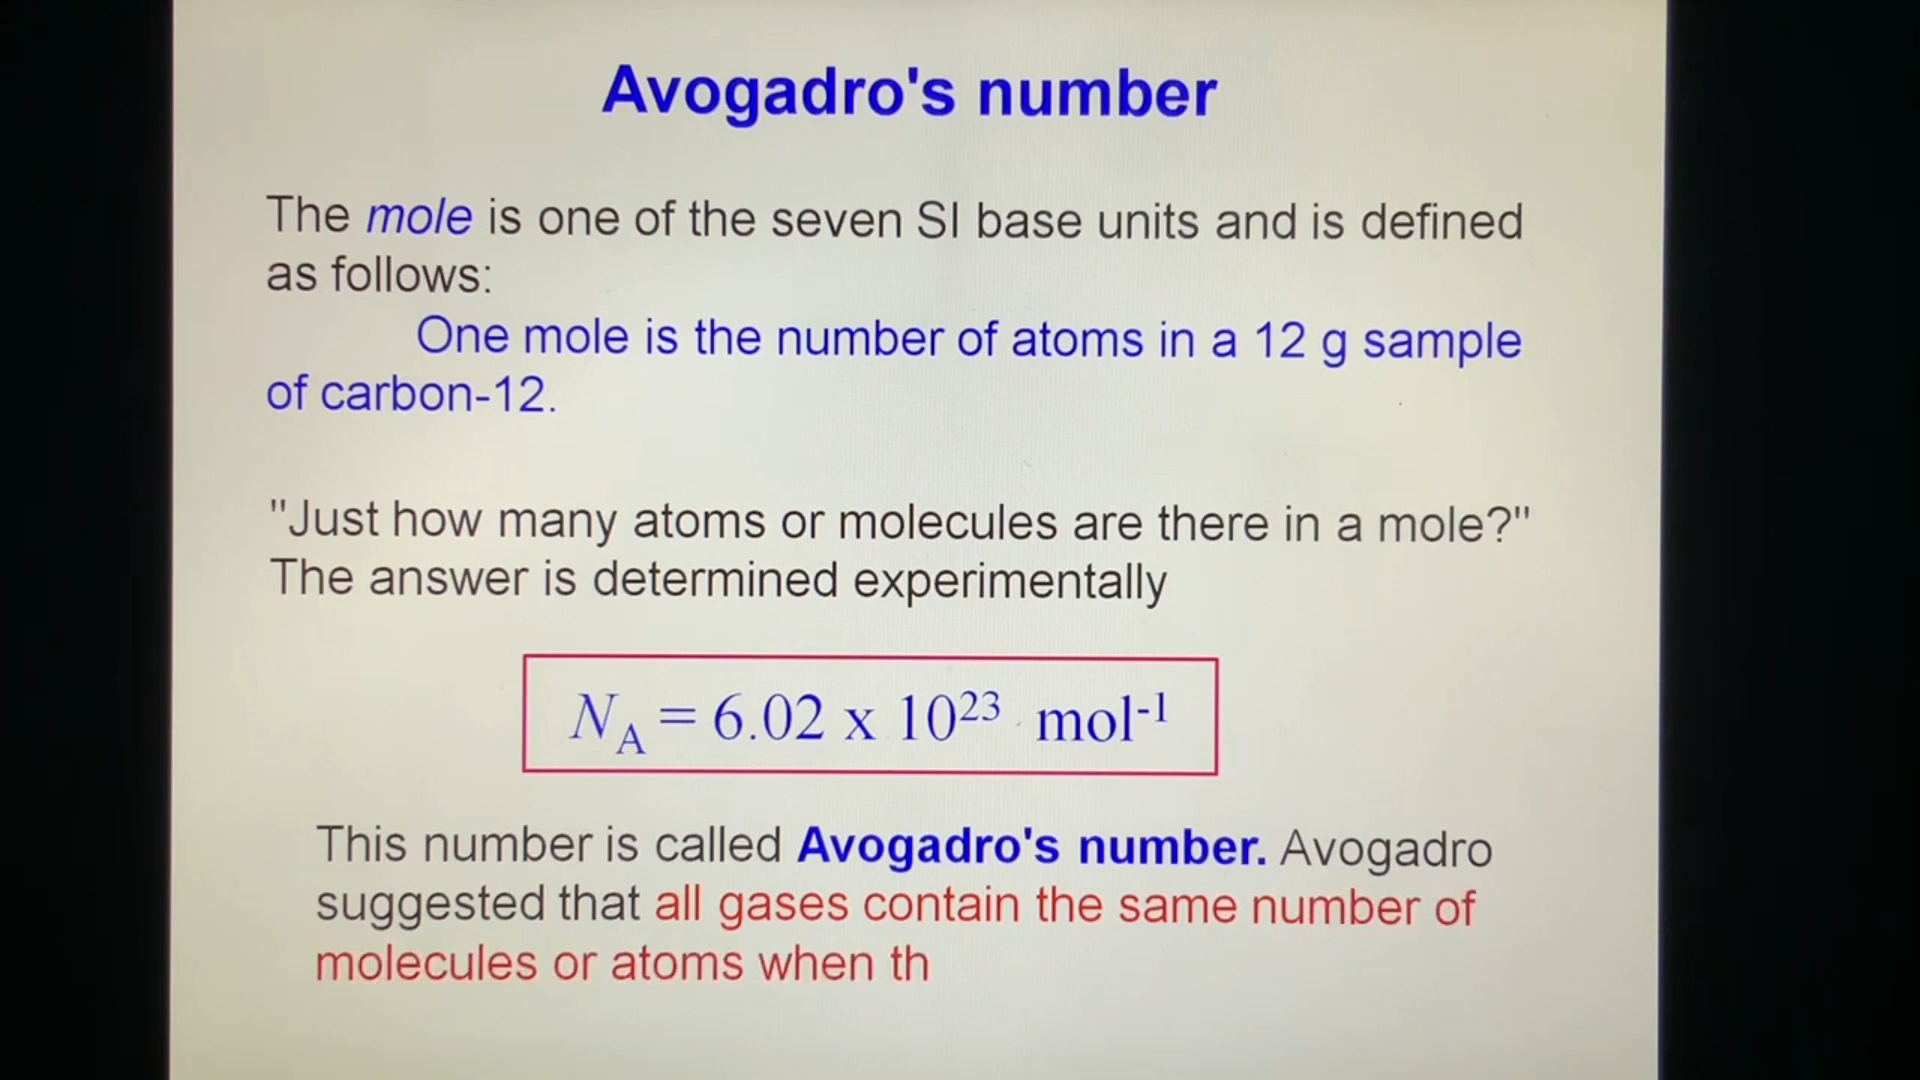 Avogadro's number
The mole is one of the seven SI base units and is defined
as follows:
One mole is the number of atoms in a 12 g sample
of carbon-12.
"Just how many atoms or molecules are there in a mole?"
The answer is determined experimentally
N_A = 6.02 x 10²³ mol⁻¹
This number is called Avogadro's number. Avogadro
suggested that all gases contain the same number of
molecules or atoms when th